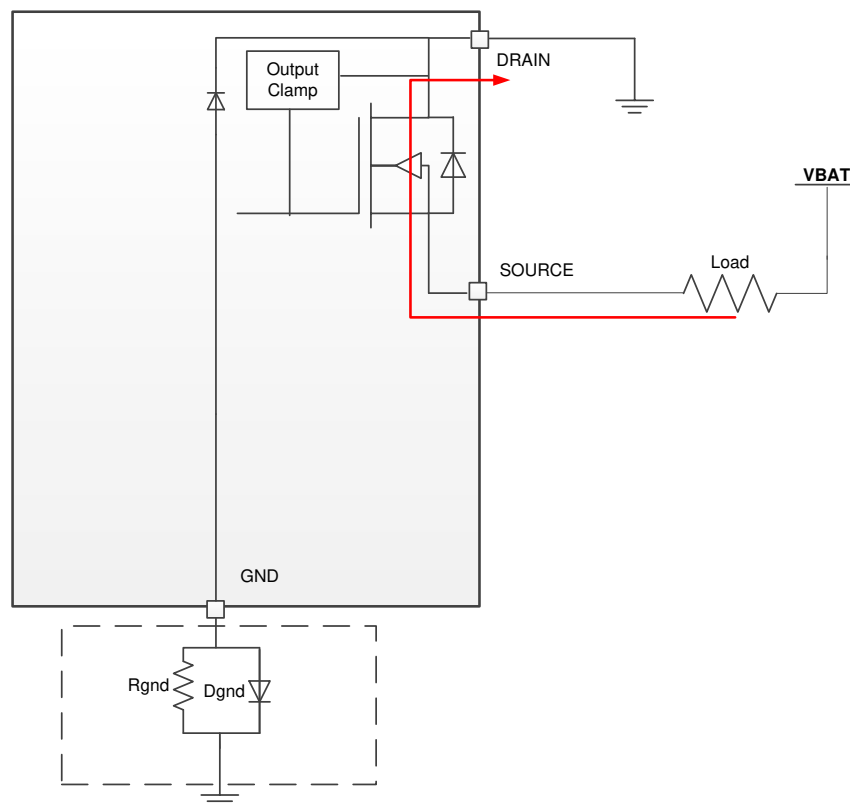 Output
Clamp
DRAIN
VBAT
SOURCE
Load
GND
Rgnd
Dgnd